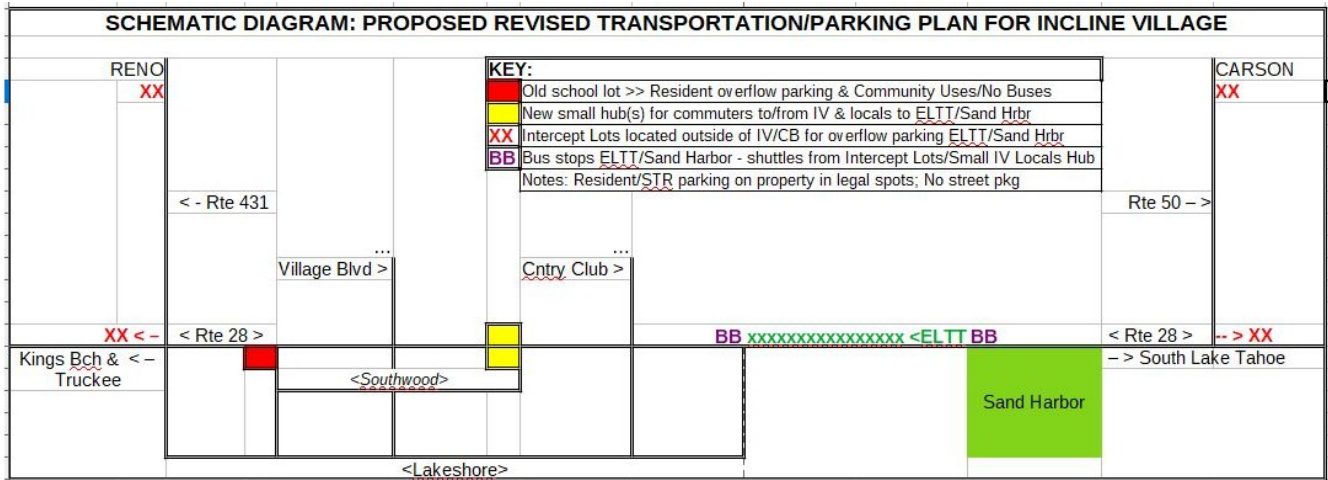 SCHEMATIC DIAGRAM: PROPOSED REVISED TRANSPORTATION/PARKING PLAN FOR INCLINE VILLAGE
RENO
XX
KEY:
Old school lot >> Resident overflow parking & Community Uses/No Buses
New small hub(s) for commuters to/from IV & locals to ELTT/Sand Hrbr
XX Intercept Lots located outside of IV/CB for overflow parking ELTT/Sand Hrbr
BB Bus stops ELTT/Sand Harbor - shuttles from Intercept Lots/Small IV Locals Hub
Notes: Resident/STR parking on property in legal spots; No street pkg
CARSON
XX
< - Rte 431
Rte 50 – >
...
Village Blvd >
...
Cntry Club >
XX < –
< Rte 28 >
BB xxxxxxxxxxxxxxxx <ELTT BB
< Rte 28 >
-- > XX
Kings Bch & < –
Truckee
<Southwood>
– > South Lake Tahoe
Sand Harbor
<Lakeshore>